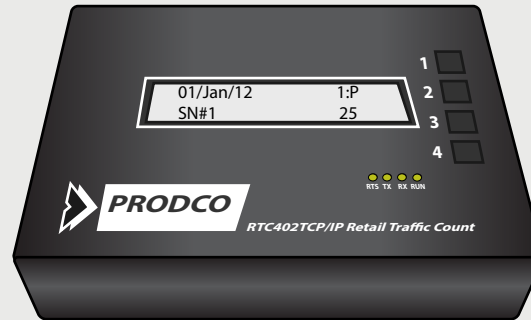 01/Jan/12 1:P
SN#1 25
1
2
3
4
RTS TX RX RUN
PRODCO
RTC402TCP/IP Retail Traffic Count